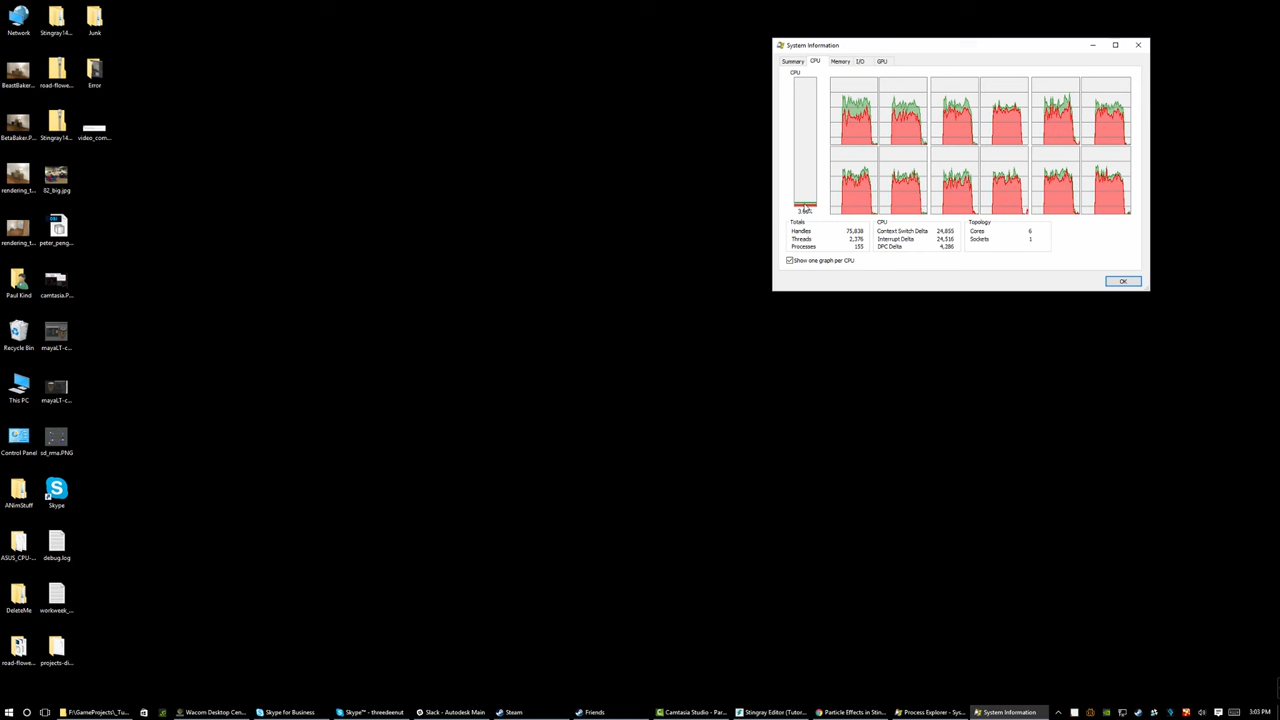 Network
Stingray14...
Junk
BeastBaker...
road-flowe...
Error
BetaBaker.P...
Stingray14...
video_com...
rendering_t...
82_big.jpg
rendering_t...
OBJ
peter_peng...
Paul Kind
camtasia.P...
Recycle Bin
mayaLT-c...
This PC
mayaLT-c...
Control Panel
sd_rma.PNG
ANimStuff
Skype
ASUS_CPU-...
debug.log
DeleteMe
workweek_...
road-flowe...
projects-di...
System Information
Summary CPU Memory I/O GPU
CPU
Totals
Handles 75,838
Threads 2,376
Processes 155
CPU
Context Switch Delta 24,855
Interrupt Delta 24,516
DPC Delta 4,286
Topology
Cores 6
Sockets 1
Show one graph per CPU
OK
F:\GameProjects\_Tu...
Wacom Desktop Cen...
Skype for Business
Skype™ - threedeenut
Slack - Autodesk Main
Steam
Friends
Camtasia Studio - Par...
Stingray Editor (Tutor...
Particle Effects in Stin...
Process Explorer - Sys...
System Information
3:03 PM